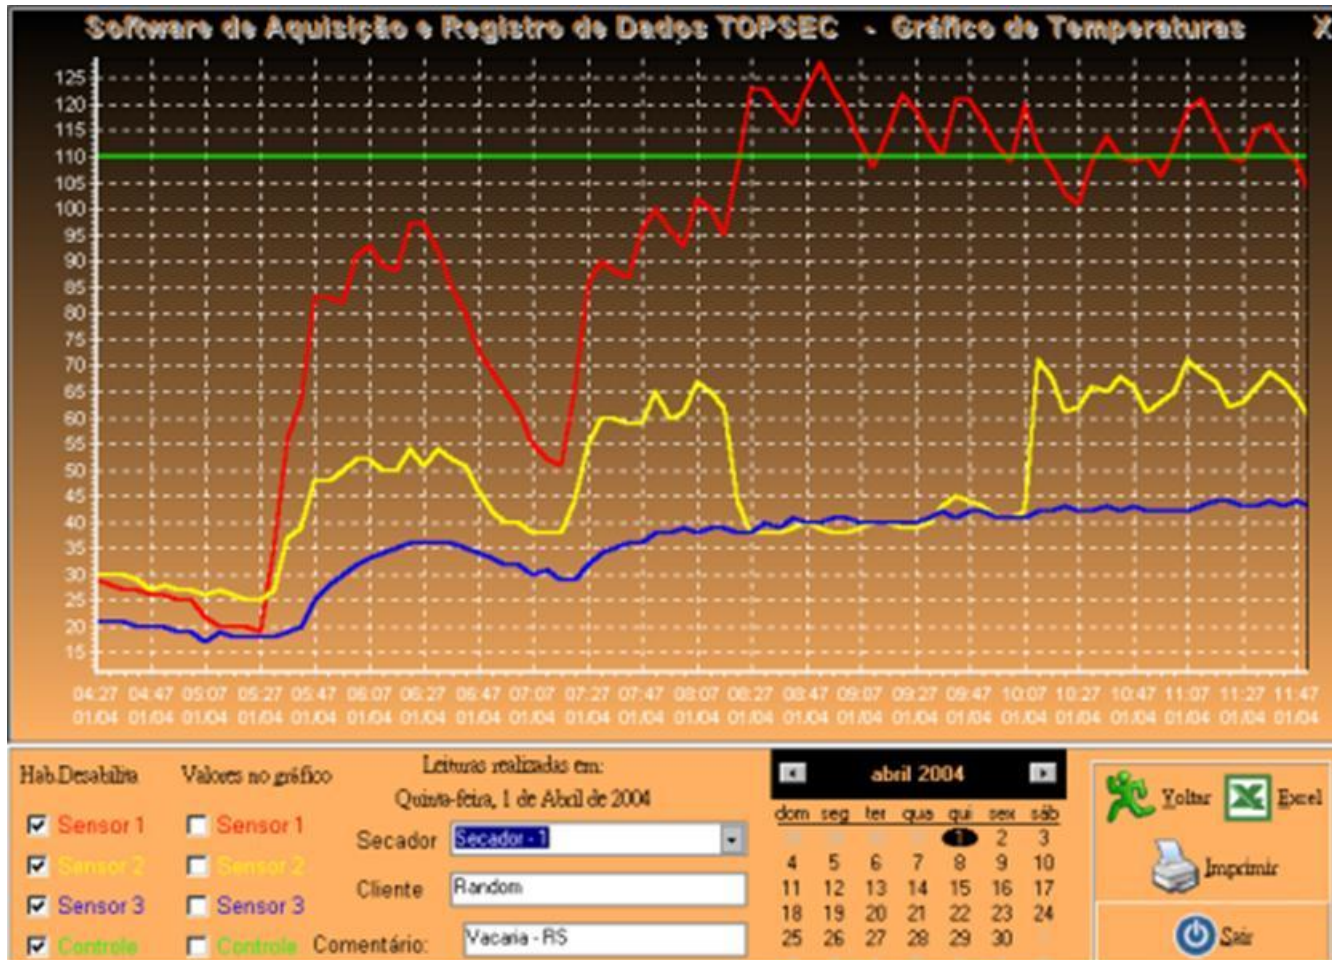 Software de Aquisição e Registro de Dados TOPSEC - Gráfico de Temperaturas X
125
120
115
110
105
100
95
90
85
80
75
70
65
60
55
50
45
40
35
30
25
20
15
04:27 04:47 05:07 05:27 05:47 06:07 06:27 06:47 07:07 07:27 07:47 08:07 08:27 08:47 09:07 09:27 09:47 10:07 10:27 10:47 11:07 11:27 11:47
01/04 01/04 01/04 01/04 01/04 01/04 01/04 01/04 01/04 01/04 01/04 01/04 01/04 01/04 01/04 01/04 01/04 01/04 01/04 01/04 01/04 01/04 01/04
Hab.Desabilita
Sensor 1
Sensor 2
Sensor 3
Controle
Valores no gráfico
Sensor 1
Sensor 2
Sensor 3
Controle
Leituras realizadas em:
Quinta-feira, 1 de Abril de 2004
Secador Secador - 1
Cliente Random
Comentário: Vacaria - RS
abril 2004
dom seg ter qua qui sex sáb
1 2 3
4 5 6 7 8 9 10
11 12 13 14 15 16 17
18 19 20 21 22 23 24
25 26 27 28 29 30
Voltar Excel
Imprimir
Sair